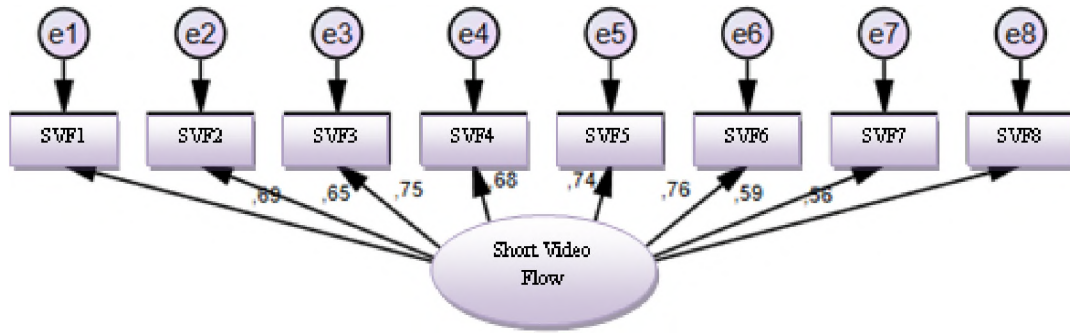 e1 e2 e3 e4 e5 e6 e7 e8
SVF1 SVF2 SVF3 SVF4 SVF5 SVF6 SVF7 SVF8
,69 ,65 ,75 ,68 ,74 ,76 ,59 ,56
Short Video
Flow